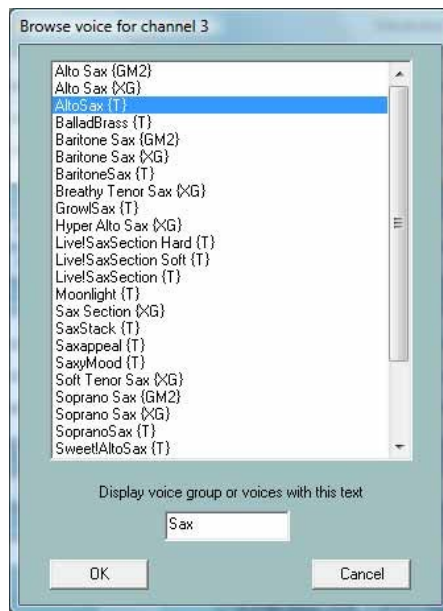 Browse voice for channel 3
Alto Sax {GM2}
Alto Sax {XG}
AltoSax {T}
BalladBrass {T}
Baritone Sax {GM2}
Baritone Sax {XG}
BaritoneSax {T}
Breathy Tenor Sax {XG}
GrowlSax {T}
Hyper Alto Sax {XG}
Live!SaxSection Hard {T}
Live!SaxSection Soft {T}
Live!SaxSection {T}
Moonlight {T}
Sax Section {XG}
SaxStack {T}
Saxappeal {T}
SaxyMood {T}
Soft Tenor Sax {XG}
Soprano Sax {GM2}
Soprano Sax {XG}
SopranoSax {T}
Sweet!AltoSax {T}
Display voice group or voices with this text
Sax
OK Cancel